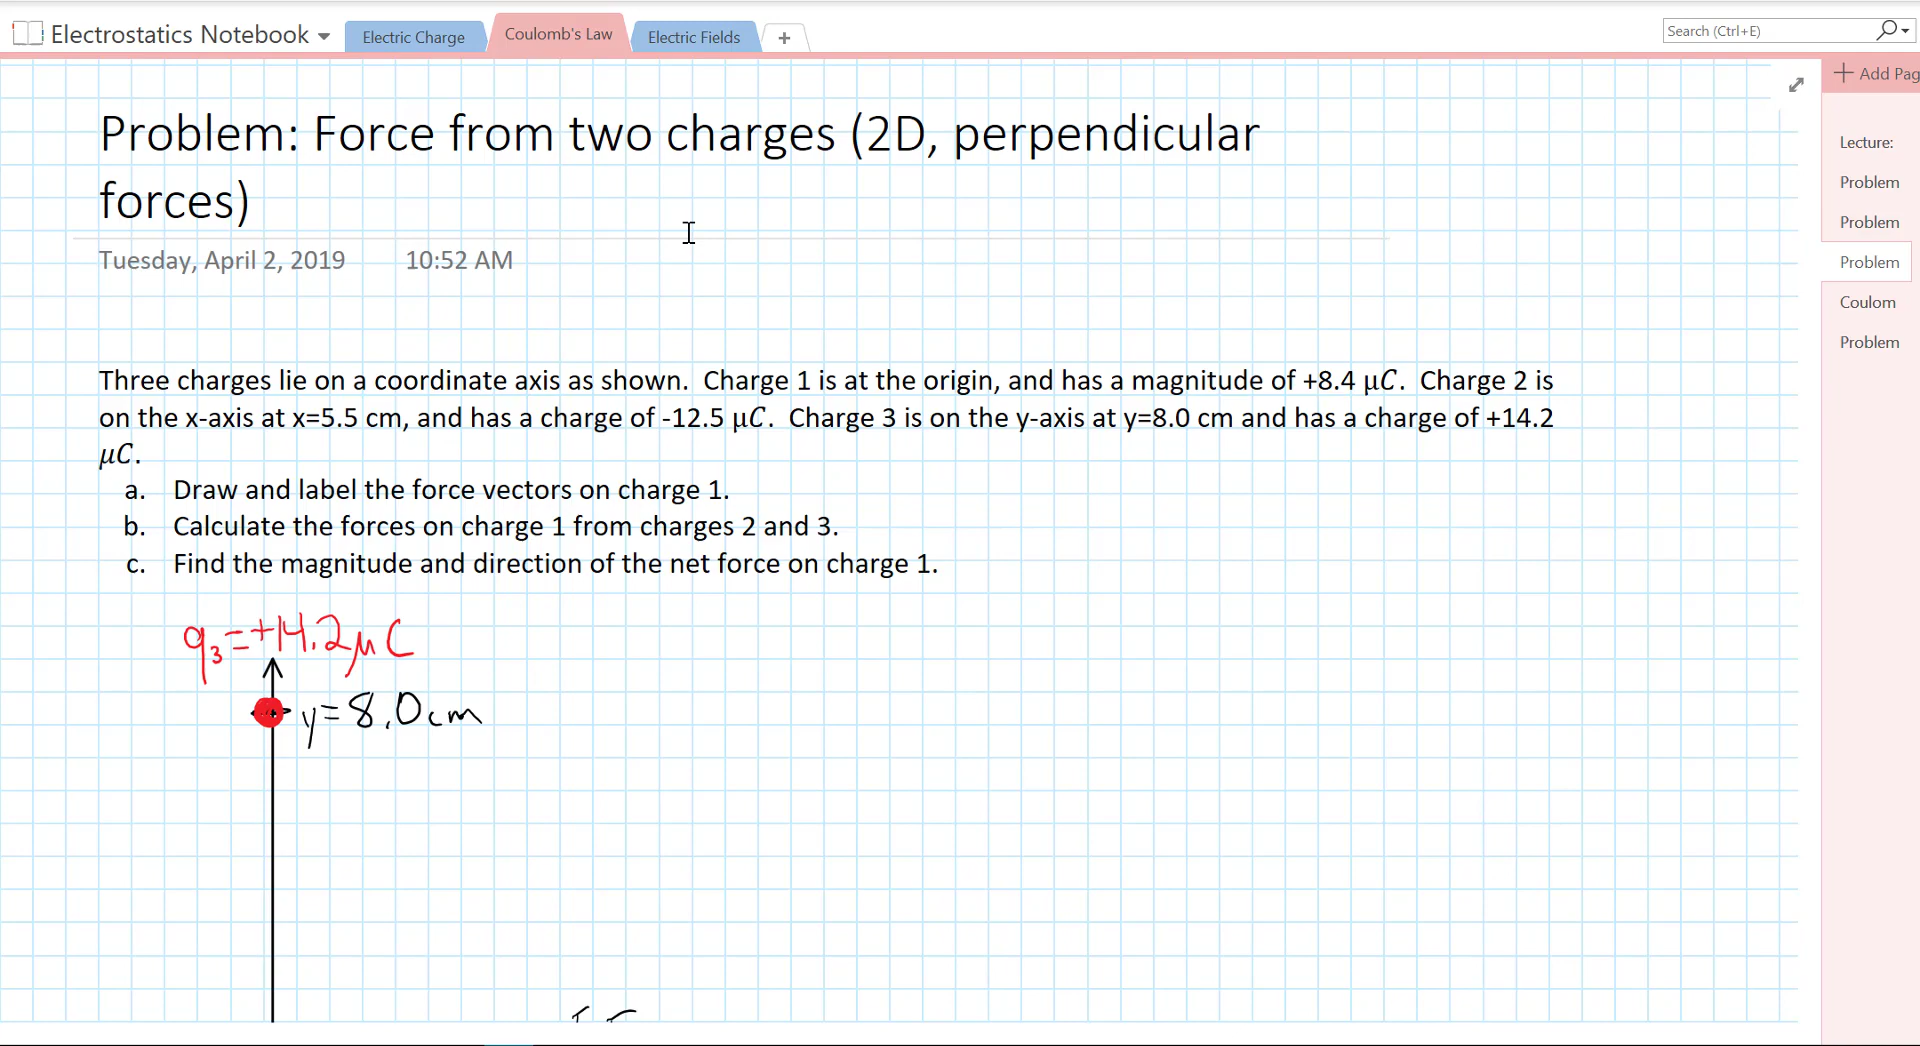 Electrostatics Notebook
Electric Charge
Coulomb's Law
Electric Fields
+
Search (Ctrl+E)
Add Pag
Problem: Force from two charges (2D, perpendicular
forces)
Tuesday, April 2, 2019 10:52 AM
Lecture:
Problem
Problem
Problem
Coulom
Problem
Three charges lie on a coordinate axis as shown. Charge 1 is at the origin, and has a magnitude of +8.4 μC. Charge 2 is
on the x-axis at x=5.5 cm, and has a charge of -12.5 μC. Charge 3 is on the y-axis at y=8.0 cm and has a charge of +14.2
μC.
a. Draw and label the force vectors on charge 1.
b. Calculate the forces on charge 1 from charges 2 and 3.
c. Find the magnitude and direction of the net force on charge 1.
q₃=+14.2μC
y=8.0cm